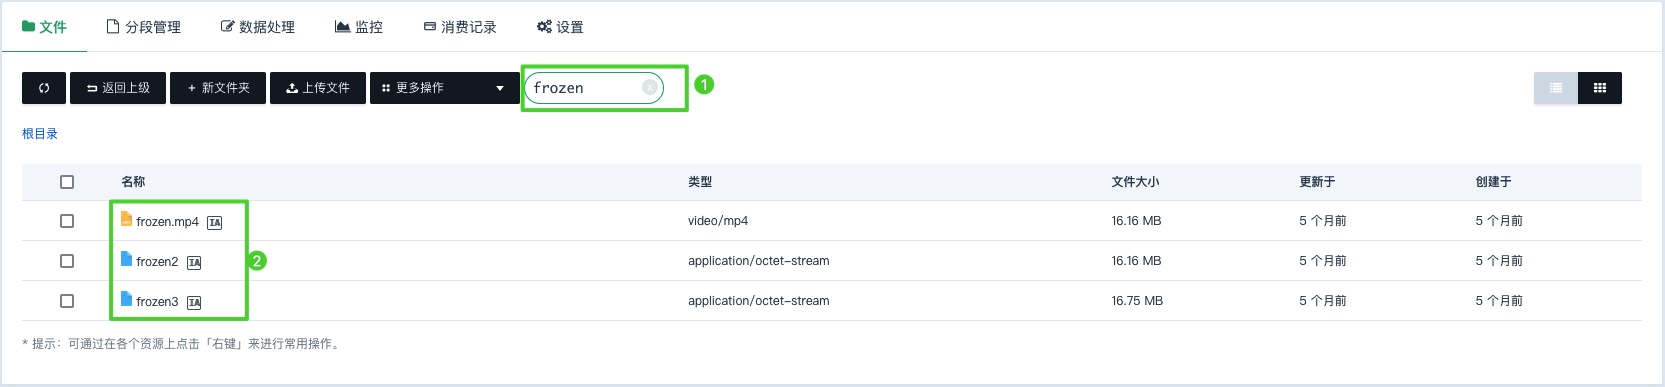 文件 分段管理 数据处理 监控 消费记录 设置
返回上级 + 新文件夹 上传文件 更多操作 frozen x 1
根目录
名称 类型 文件大小 更新于 创建于
frozen.mp4 IA video/mp4 16.16 MB 5 个月前 5 个月前
frozen2 IA 2 application/octet-stream 16.16 MB 5 个月前 5 个月前
frozen3 IA application/octet-stream 16.75 MB 5 个月前 5 个月前
* 提示：可通过在各个资源上点击「右键」来进行常用操作。